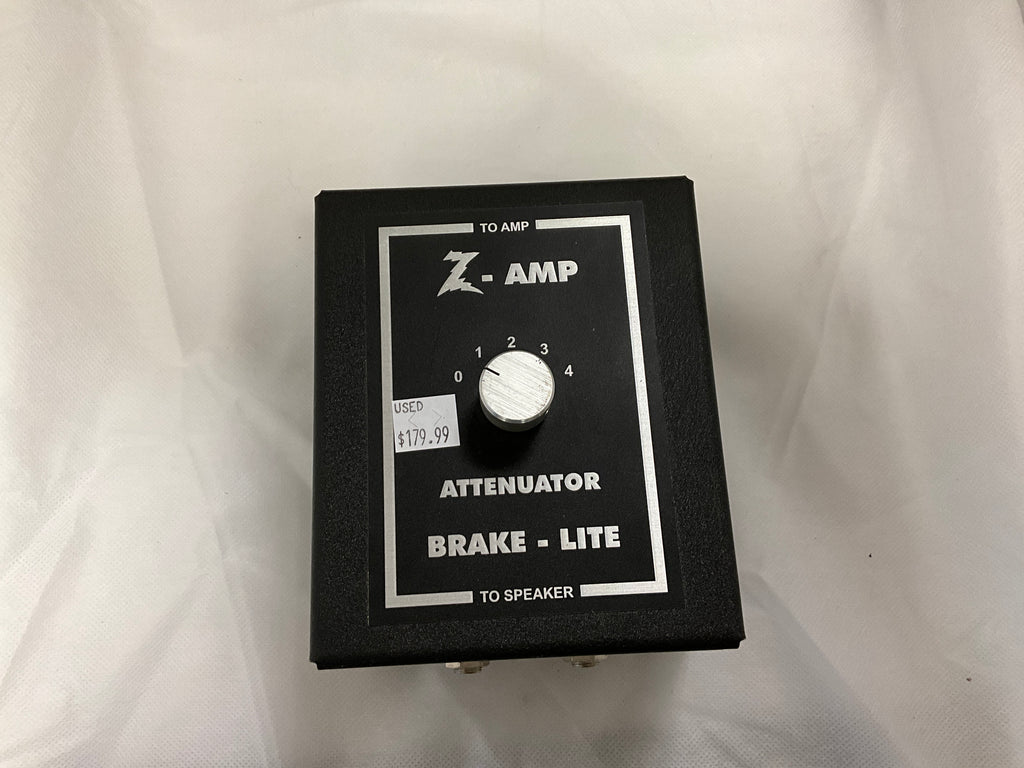 TO AMP
Z - AMP
0 1 2 3 4
USED
$179.99
ATTENUATOR
BRAKE - LITE
TO SPEAKER